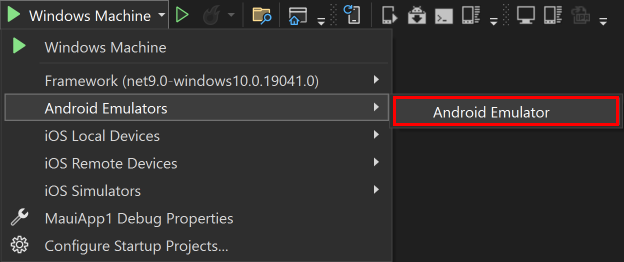 Windows Machine
Windows Machine
Framework (net9.0-windows10.0.19041.0)
Android Emulators
Android Emulator
iOS Local Devices
iOS Remote Devices
iOS Simulators
MauiApp1 Debug Properties
Configure Startup Projects...